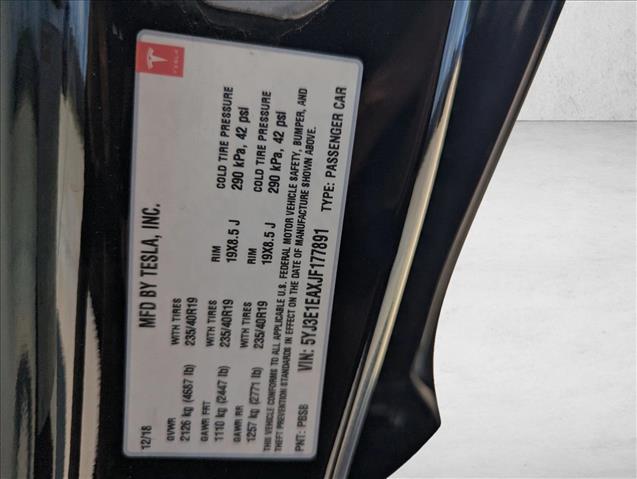 TESLA
MFD BY TESLA, INC.
12/18
GVWR
2126 kg (4687 lb)
WITH TIRES RIM COLD TIRE PRESSURE
235/40R19 19X8.5 J 290 kPa, 42 psi
GAWR FRT WITH TIRES
1110 kg (2447 lb) 235/40R19
GAWR RR WITH TIRES RIM COLD TIRE PRESSURE
1257 kg (2771 lb) 235/40R19 19X8.5 J 290 kPa, 42 psi
THIS VEHICLE CONFORMS TO ALL APPLICABLE U.S. FEDERAL MOTOR VEHICLE SAFETY, BUMPER, AND
THEFT PREVENTION STANDARDS IN EFFECT ON THE DATE OF MANUFACTURE SHOWN ABOVE.
PNT: PBSB VIN: 5YJ3E1EAXJF177891 TYPE: PASSENGER CAR